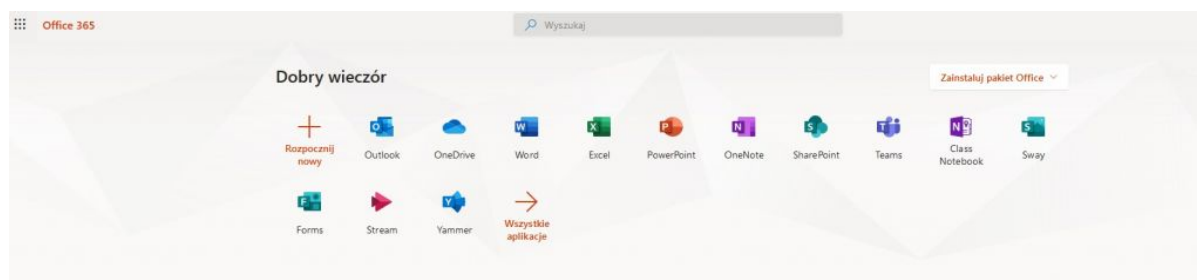 Office 365
Wyszukaj
Dobry wieczór
Zainstaluj pakiet Office
Rozpocznij
nowy
Outlook
OneDrive
Word
Excel
PowerPoint
OneNote
SharePoint
Teams
Class
Notebook
Sway
Forms
Stream
Yammer
Wszystkie
aplikacje